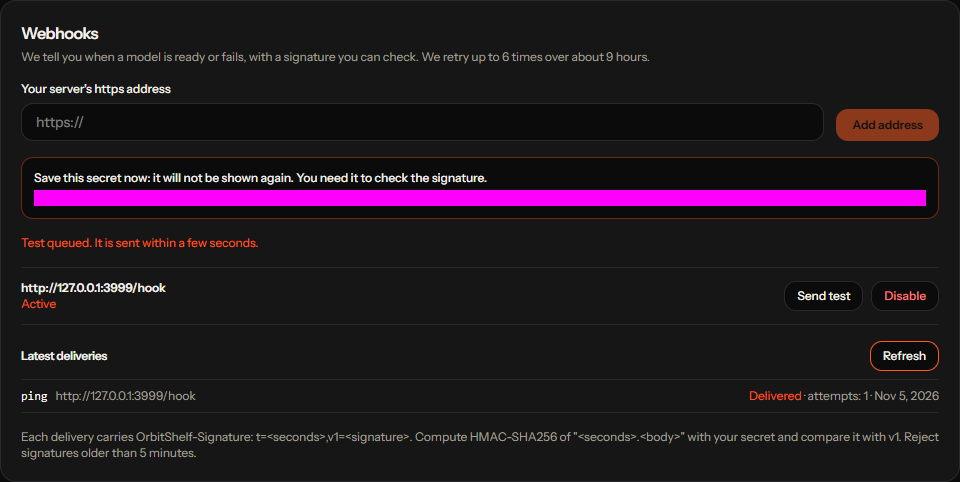 Webhooks
We tell you when a model is ready or fails, with a signature you can check. We retry up to 6 times over about 9 hours.
Your server's https address
https://
Add address
Save this secret now: it will not be shown again. You need it to check the signature.
Test queued. It is sent within a few seconds.
http://127.0.0.1:3999/hook
Active
Send test
Disable
Latest deliveries
Refresh
ping http://127.0.0.1:3999/hook
Delivered · attempts: 1 · Nov 5, 2026
Each delivery carries OrbitShelf-Signature: t=<seconds>,v1=<signature>. Compute HMAC-SHA256 of "<seconds>.<body>" with your secret and compare it with v1. Reject
signatures older than 5 minutes.